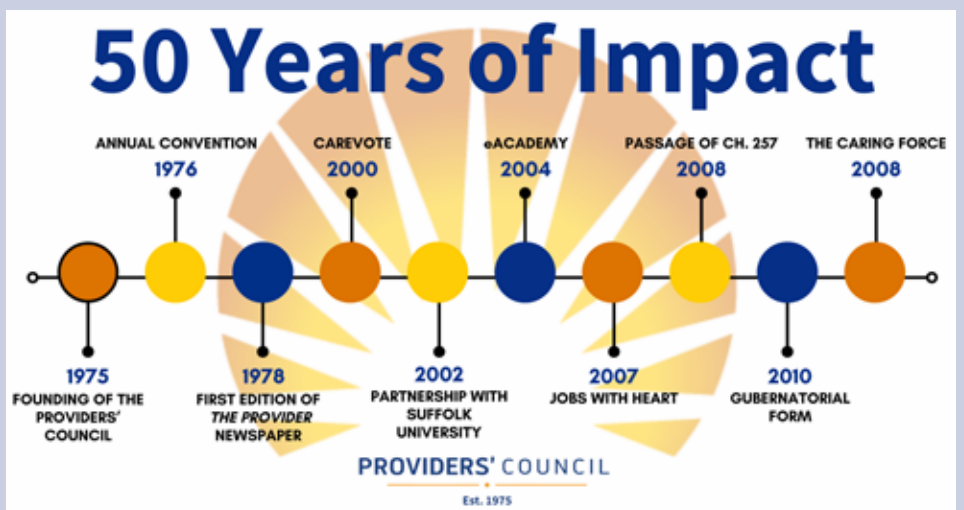 50 Years of Impact
ANNUAL CONVENTION
1976
CAREVOTE
2000
eACADEMY
2004
PASSAGE OF CH. 257
2008
THE CARING FORCE
2008
1975
FOUNDING OF THE
PROVIDERS'
COUNCIL
1978
FIRST EDITION OF
THE PROVIDER
NEWSPAPER
2002
PARTNERSHIP WITH
SUFFOLK
UNIVERSITY
2007
JOBS WITH HEART
2010
GUBERNATORIAL
FORM
PROVIDERS' COUNCIL
Est. 1975